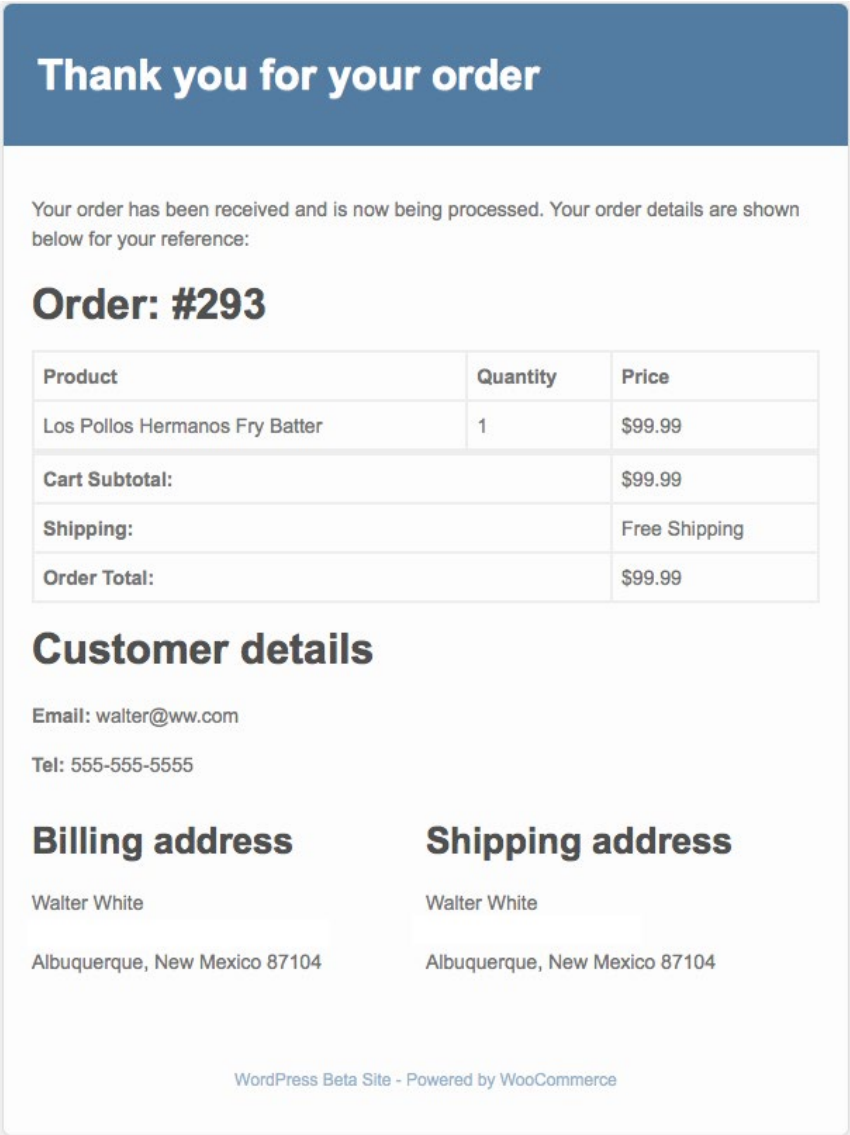 Thank you for your order
Your order has been received and is now being processed. Your order details are shown
below for your reference:
Order: #293
Product Quantity Price
Los Pollos Hermanos Fry Batter 1 $99.99
Cart Subtotal: $99.99
Shipping: Free Shipping
Order Total: $99.99
Customer details
Email: walter@ww.com
Tel: 555-555-5555
Billing address Shipping address
Walter White Walter White
Albuquerque, New Mexico 87104 Albuquerque, New Mexico 87104
WordPress Beta Site - Powered by WooCommerce